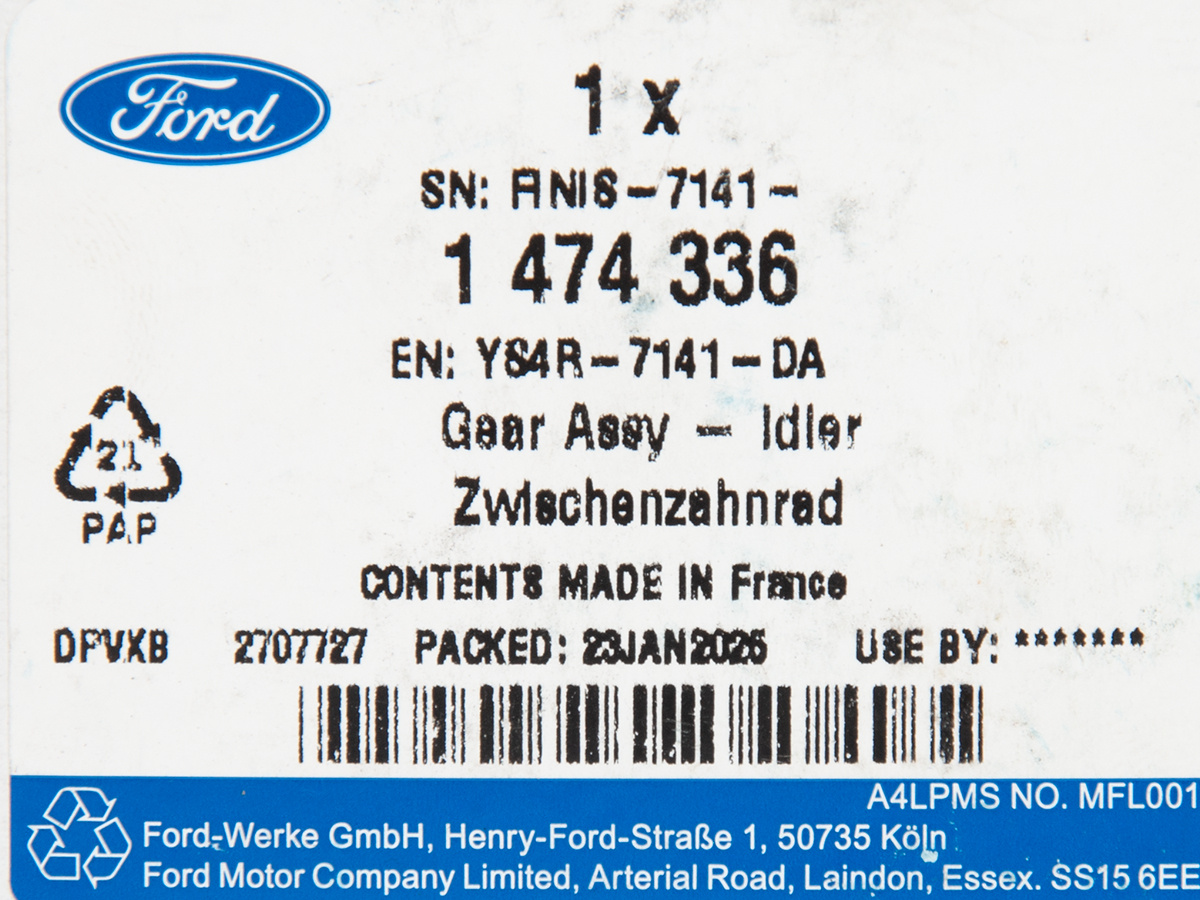 Ford
1 x
SN: FINIS-7141-
1 474 336
EN: YS4R-7141-DA
Gear Assy - Idler
Zwischenzahnrad
21
PAP
CONTENTS MADE IN France
2707727 PACKED: 23JAN2025 USE BY: *******
A4LPMS NO. MFL001
Ford-Werke GmbH, Henry-Ford-Straße 1, 50735 Köln
Ford Motor Company Limited, Arterial Road, Laindon, Essex. SS15 6EE